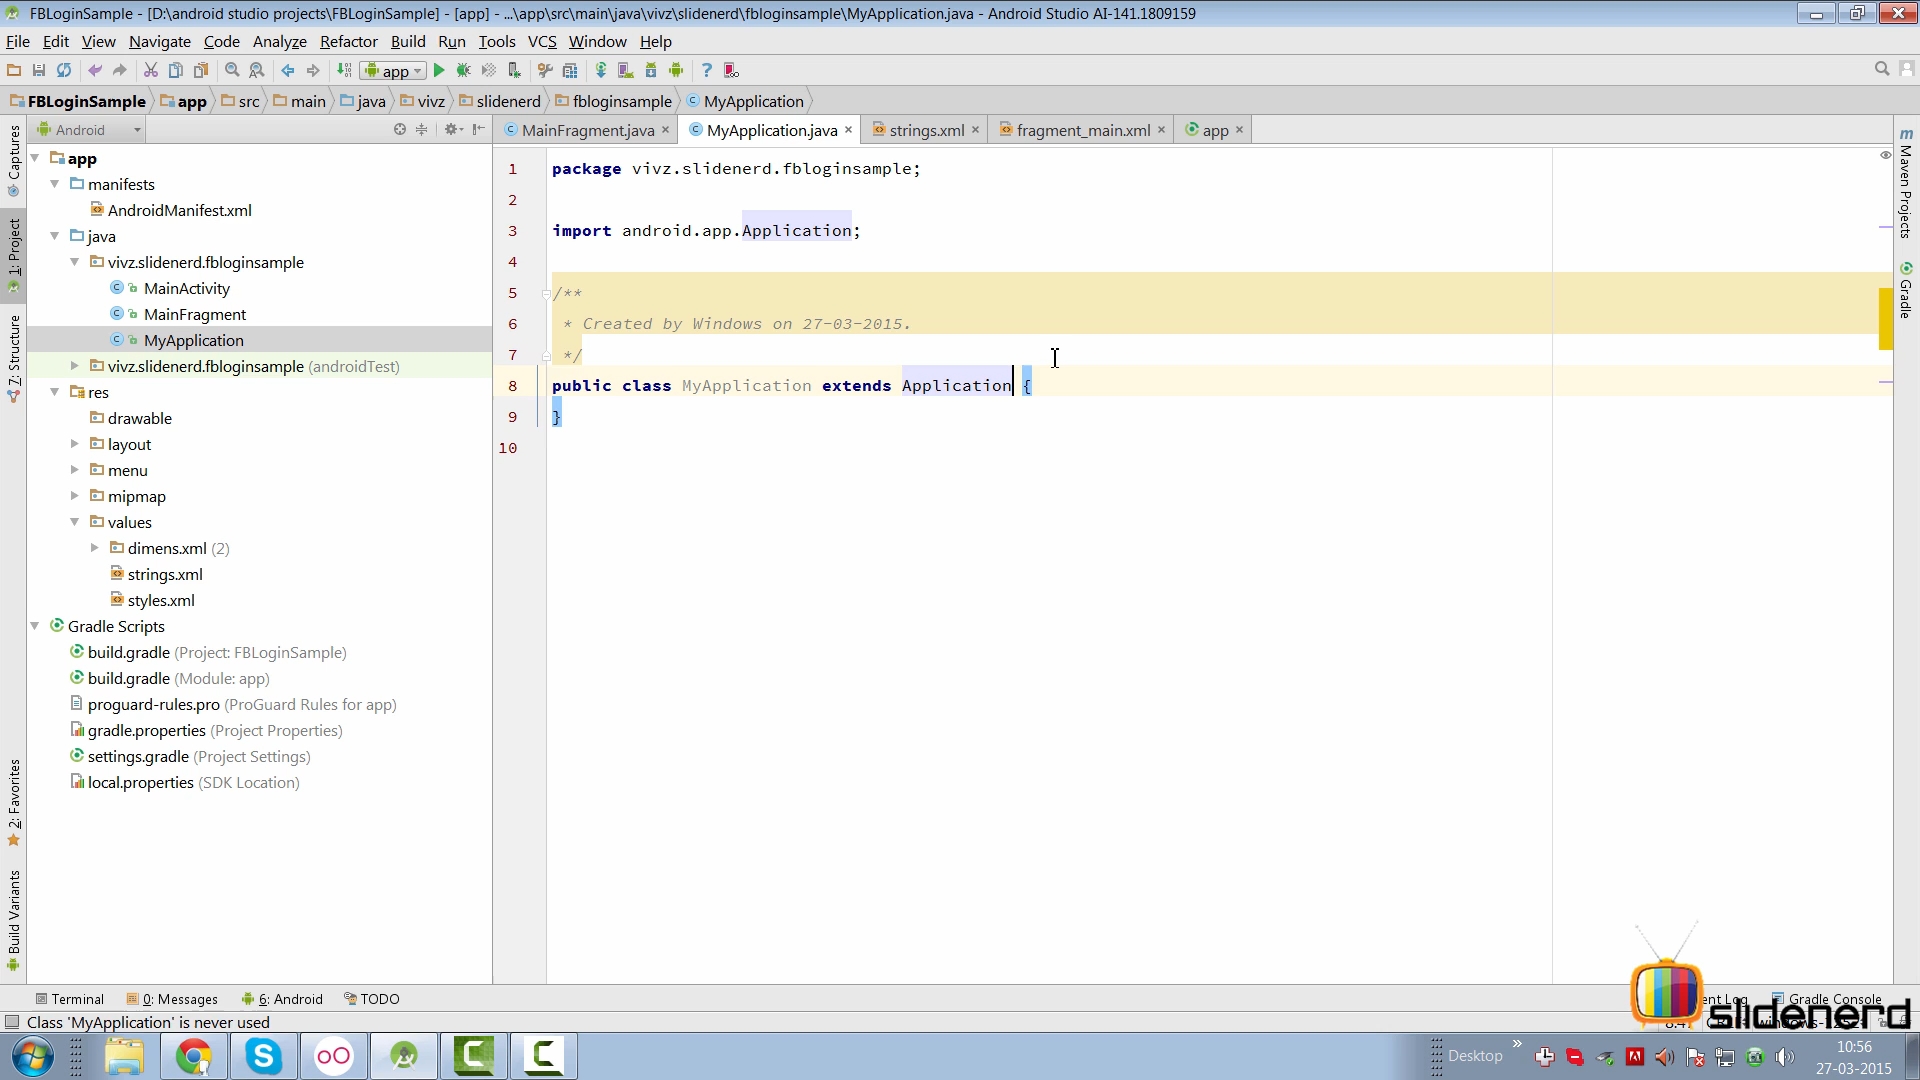 FBLoginSample - [D:\android studio projects\FBLoginSample] - [app] - ...\app\src\main\java\vivz\slidenerd\fbloginsample\MyApplication.java - Android Studio AI-141.1809159
File Edit View Navigate Code Analyze Refactor Build Run Tools VCS Window Help
app
FBLoginSample app src main java vivz slidenerd fbloginsample MyApplication
Android
MainFragment.java MyApplication.java strings.xml fragment_main.xml app
Captures
1: Project
7: Structure
2: Favorites
Build Variants
app
manifests
AndroidManifest.xml
java
vivz.slidenerd.fbloginsample
MainActivity
MainFragment
MyApplication
vivz.slidenerd.fbloginsample (androidTest)
res
drawable
layout
menu
mipmap
values
dimens.xml (2)
strings.xml
styles.xml
Gradle Scripts
build.gradle (Project: FBLoginSample)
build.gradle (Module: app)
proguard-rules.pro (ProGuard Rules for app)
gradle.properties (Project Properties)
settings.gradle (Project Settings)
local.properties (SDK Location)
1 package vivz.slidenerd.fbloginsample;
2
3 import android.app.Application;
4
5 /**
6 * Created by Windows on 27-03-2015.
7 */
8 public class MyApplication extends Application {
9 }
10
m Maven Projects
Gradle
Terminal 0: Messages 6: Android TODO
Gradle Console
slidenerd
Class 'MyApplication' is never used
Desktop
10:56
27-03-2015